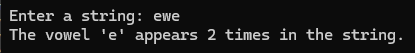 Enter a string: ewe
The vowel 'e' appears 2 times in the string.